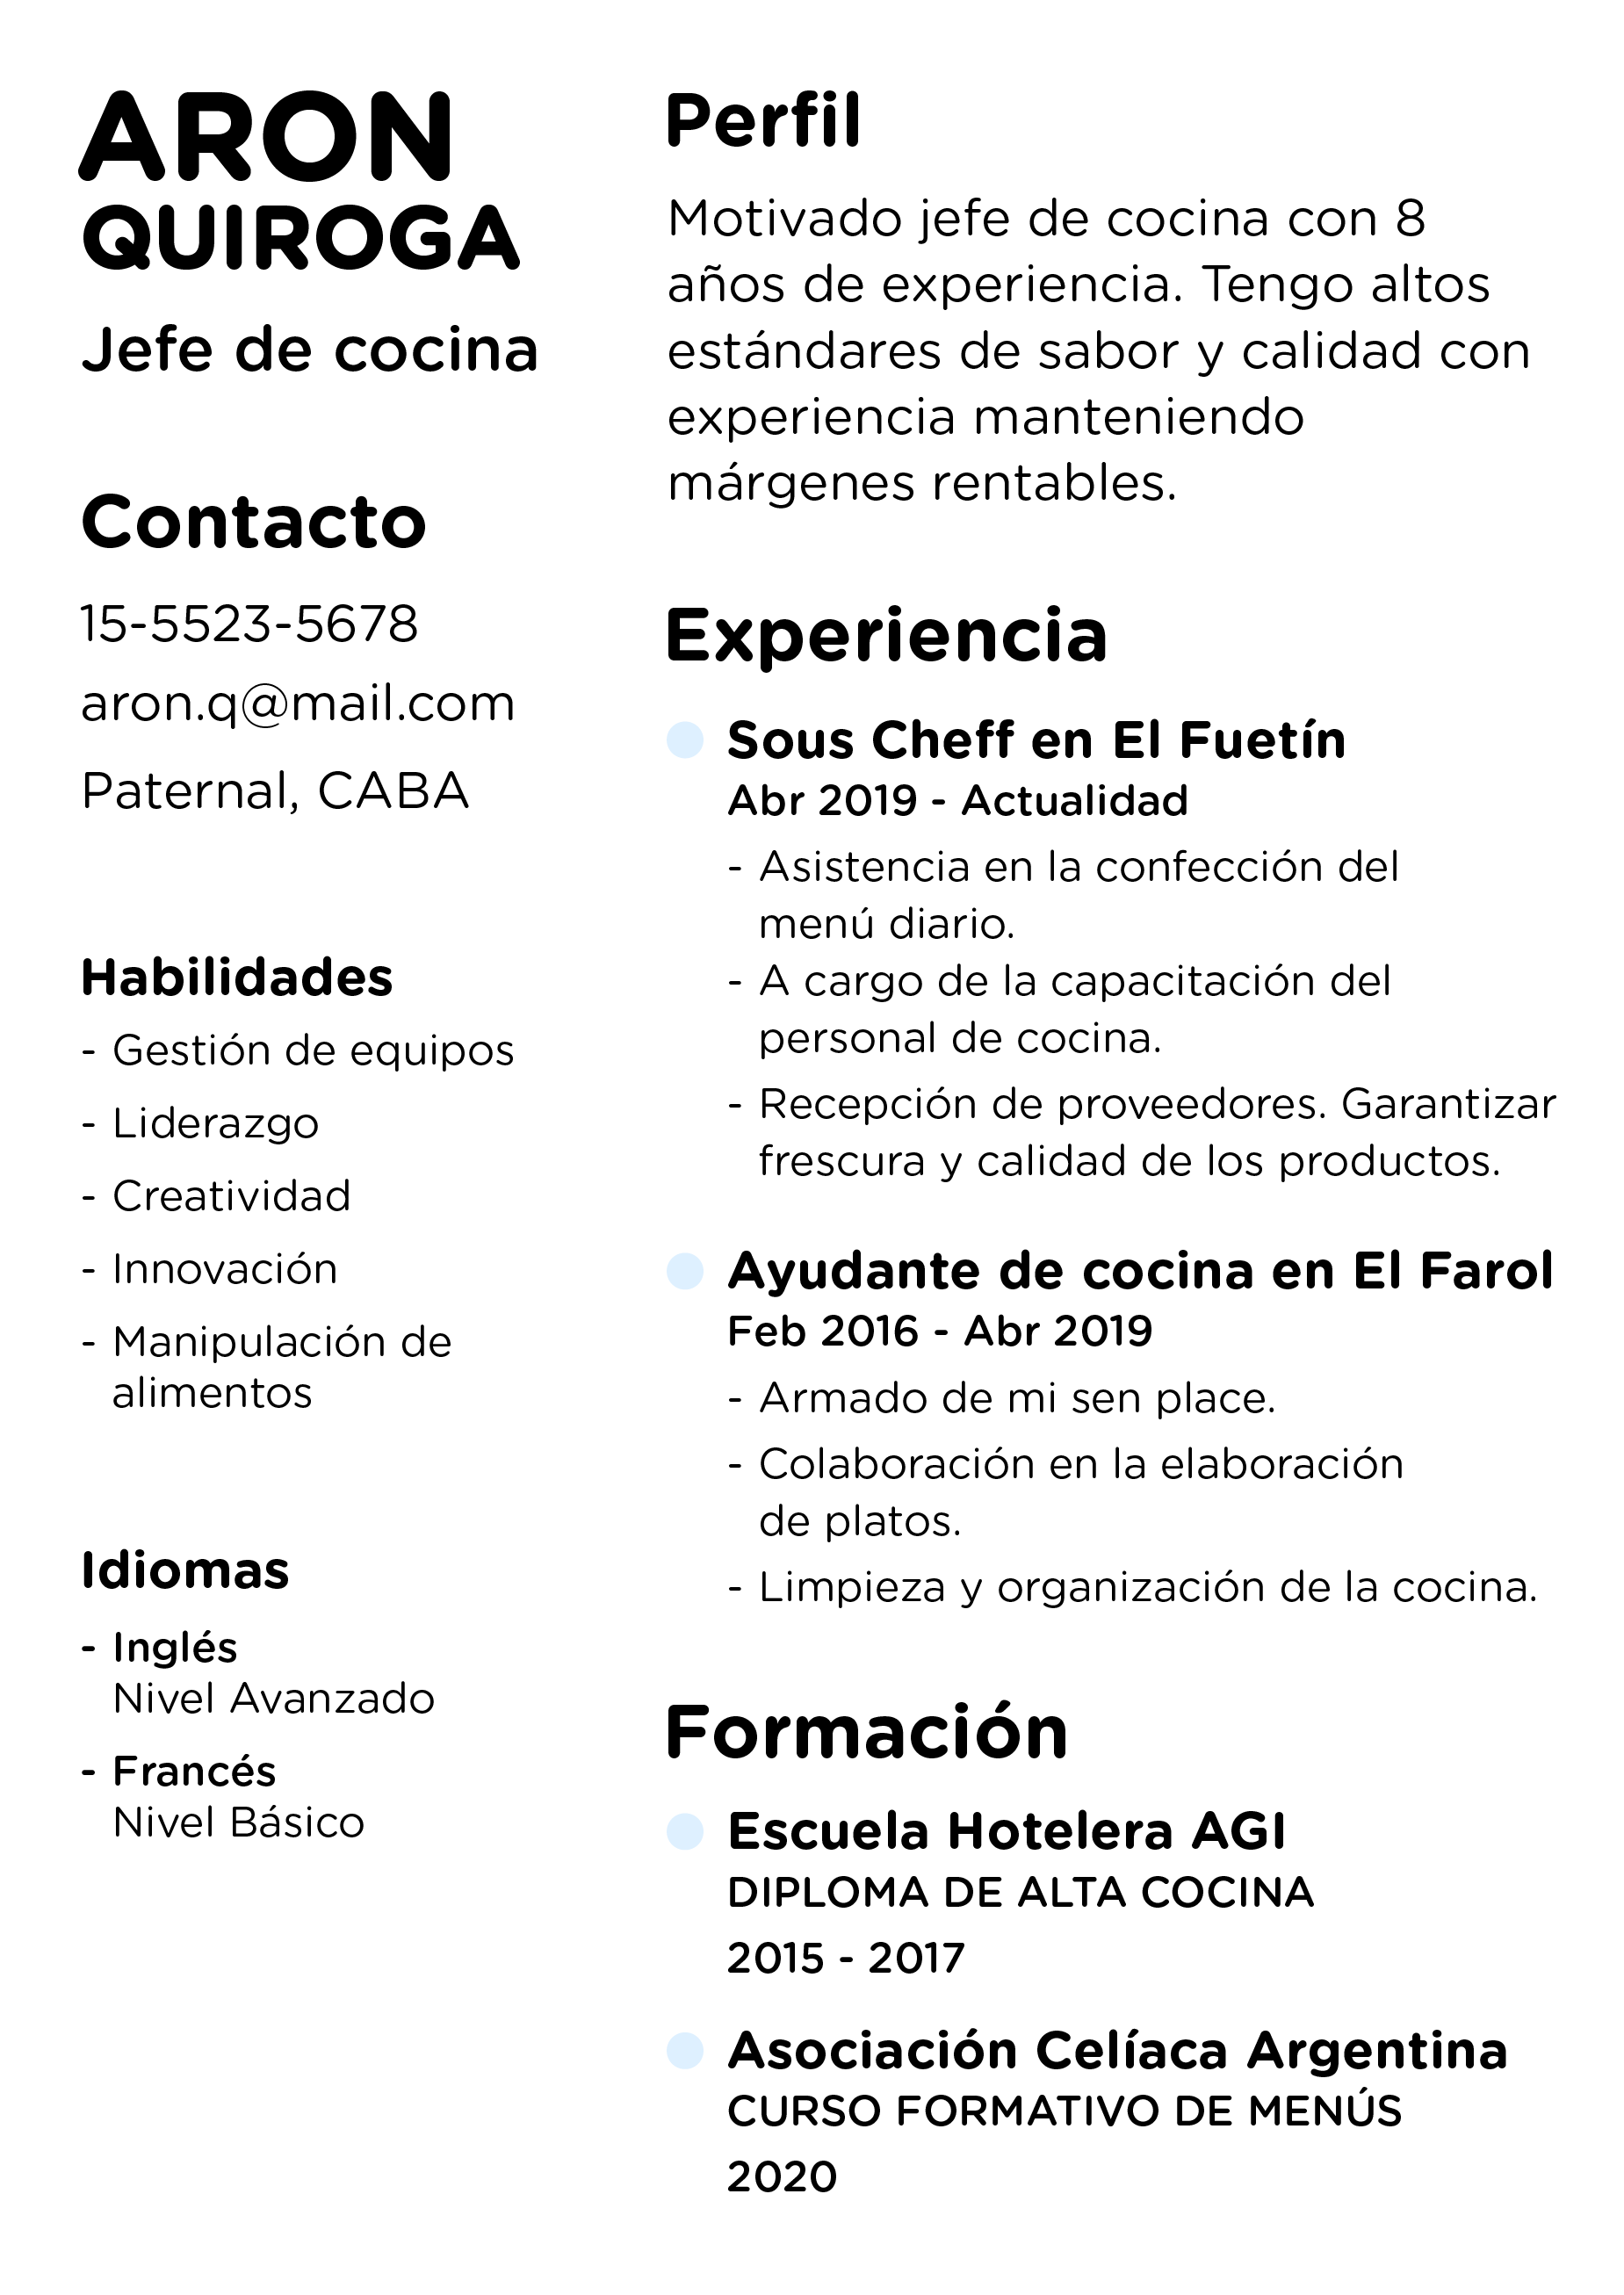 ARON
QUIROGA
Jefe de cocina
Contacto
15-5523-5678
aron.q@mail.com
Paternal, CABA
Habilidades
- Gestión de equipos
- Liderazgo
- Creatividad
- Innovación
- Manipulación de
alimentos
Idiomas
- Inglés
Nivel Avanzado
- Francés
Nivel Básico
Perfil
Motivado jefe de cocina con 8
años de experiencia. Tengo altos
estándares de sabor y calidad con
experiencia manteniendo
márgenes rentables.
Experiencia
Sous Cheff en El Fuetín
Abr 2019 - Actualidad
- Asistencia en la confección del
menú diario.
- A cargo de la capacitación del
personal de cocina.
- Recepción de proveedores. Garantizar
frescura y calidad de los productos.
Ayudante de cocina en El Farol
Feb 2016 - Abr 2019
- Armado de mi sen place.
- Colaboración en la elaboración
de platos.
- Limpieza y organización de la cocina.
Formación
Escuela Hotelera AGI
DIPLOMA DE ALTA COCINA
2015 - 2017
Asociación Celíaca Argentina
CURSO FORMATIVO DE MENÚS
2020